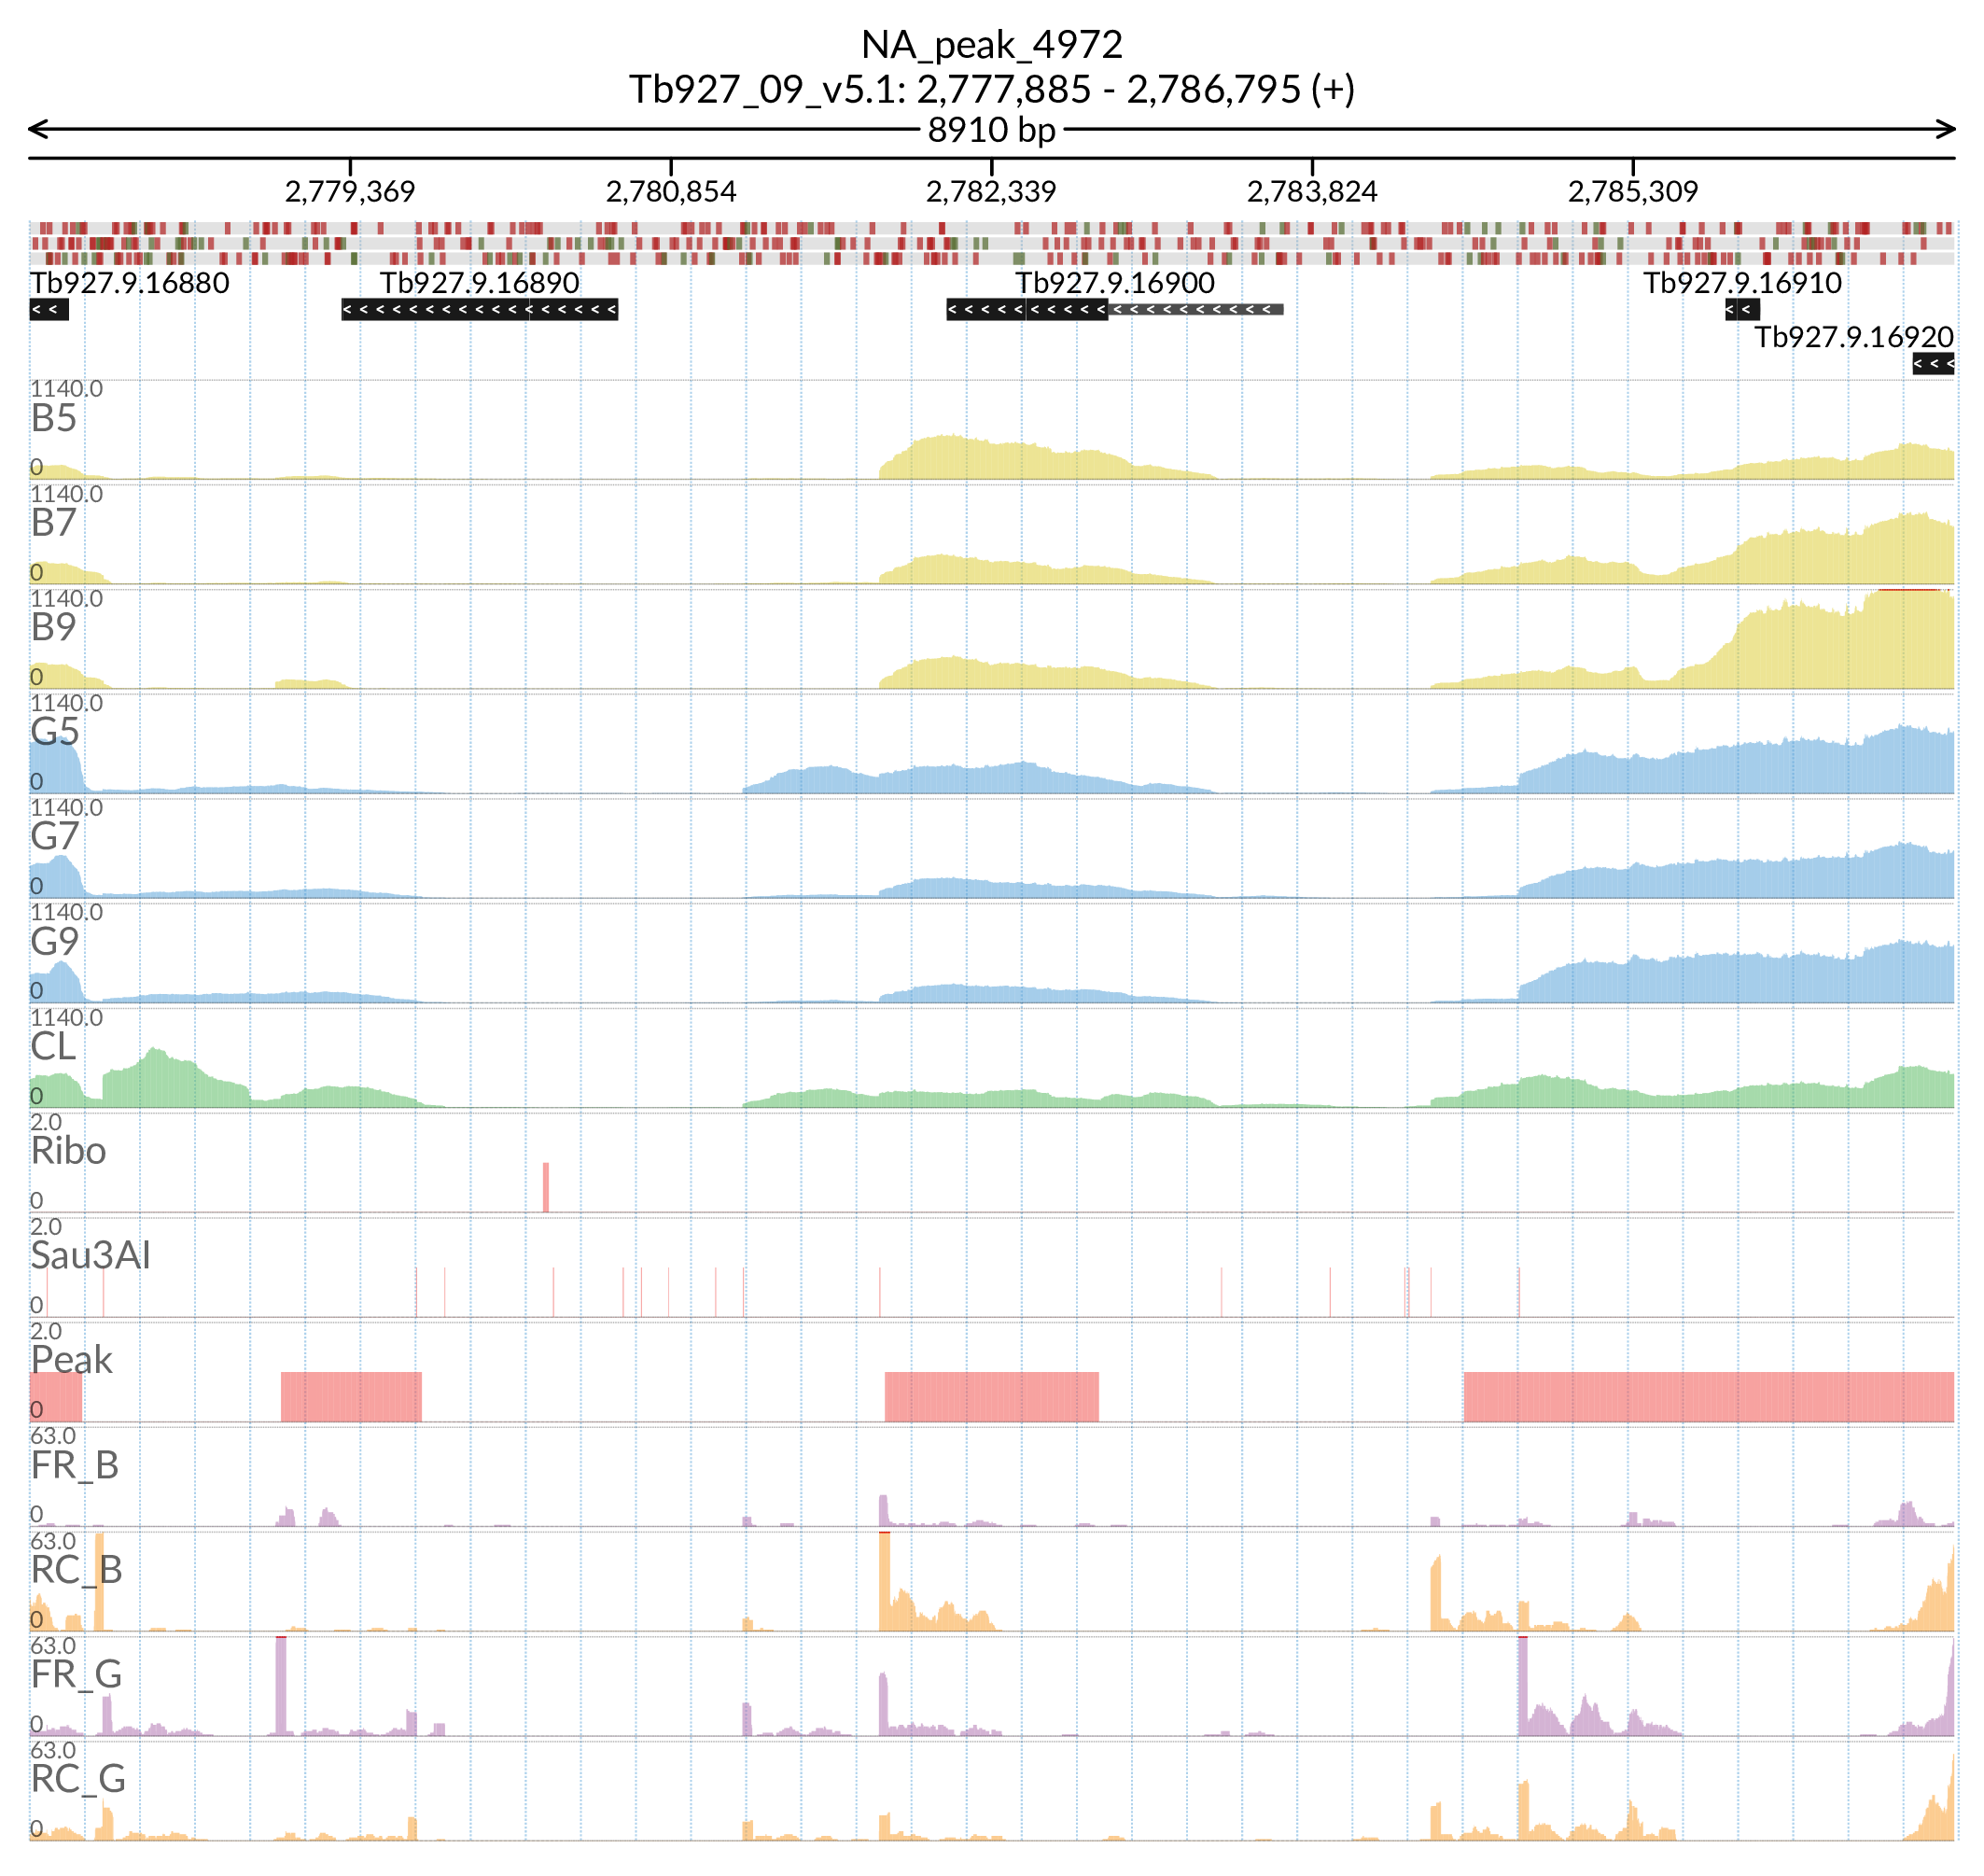 NA_peak_4972
Tb927_09_v5.1: 2,777,885 - 2,786,795 (+)
8910 bp
2,779,369 2,780,854 2,782,339 2,783,824 2,785,309
Tb927.9.16880 Tb927.9.16890 Tb927.9.16900 Tb927.9.16910
Tb927.9.16920
1140.0
B5
0
1140.0
B7
0
1140.0
B9
0
1140.0
G5
0
1140.0
G7
0
1140.0
G9
0
1140.0
CL
0
2.0
Ribo
0
2.0
Sau3AI
0
2.0
Peak
0
63.0
FR_B
0
63.0
RC_B
0
63.0
FR_G
0
63.0
RC_G
0